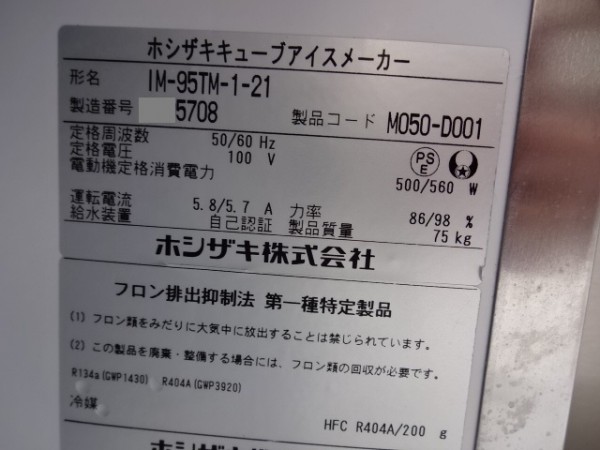 ホシザキキューブアイスメーカー
形名 IM-95TM-1-21
製造番号 5708 製品コード M050-D001
定格周波数 50/60 Hz
定格電圧 100 V
PSE
電動機定格消費電力 500/560 W
運転電流 5.8/5.7 A 力率 86/98 %
給水装置 自己認証 製品質量 75 kg
ホシザキ株式会社
フロン排出抑制法 第一種特定製品
(1) フロン類をみだりに大気中に放出することは禁じられています。
(2) この製品を廃棄・整備する場合には、フロン類の回収が必要です。
R134a(GWP1430) R404A(GWP3920)
冷媒 HFC R404A/200 g
ホシザキ株式会社